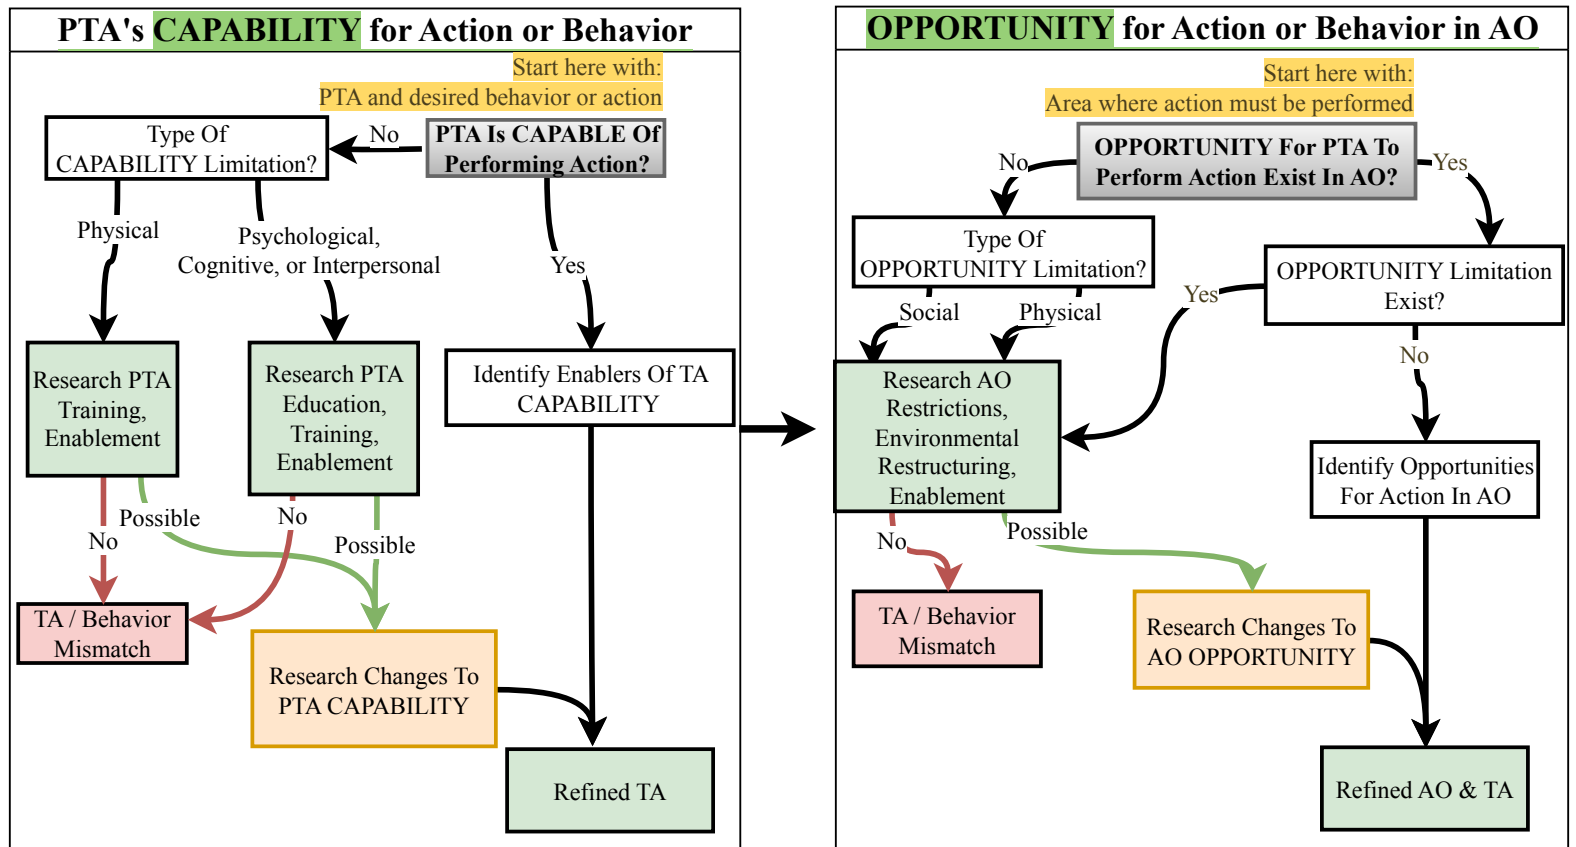 PTA's CAPABILITY for Action or Behavior
Start here with:
PTA and desired behavior or action
PTA Is CAPABLE Of
Performing Action?
No
Type Of
CAPABILITY Limitation?
Physical
Psychological,
Cognitive, or Interpersonal
Yes
Research PTA
Training,
Enablement
Research PTA
Education,
Training,
Enablement
Identify Enablers Of TA
CAPABILITY
No
Possible
No
Possible
TA / Behavior
Mismatch
Research Changes To
PTA CAPABILITY
Refined TA
OPPORTUNITY for Action or Behavior in AO
Start here with:
Area where action must be performed
OPPORTUNITY For PTA To
Perform Action Exist In AO?
No
Yes
Type Of
OPPORTUNITY Limitation?
OPPORTUNITY Limitation
Exist?
Social
Physical
Yes
No
Research AO
Restrictions,
Environmental
Restructuring,
Enablement
Identify Opportunities
For Action In AO
No
Possible
TA / Behavior
Mismatch
Research Changes To
AO OPPORTUNITY
Refined AO & TA